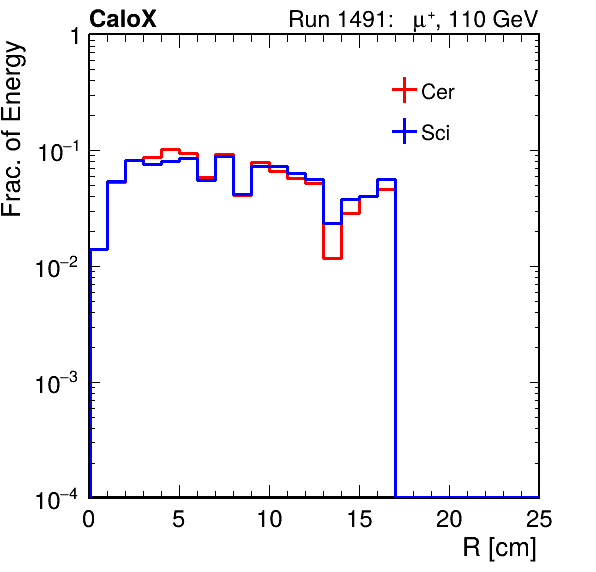 CaloX Run 1491: μ⁺, 110 GeV
Frac. of Energy
1
10⁻¹
10⁻²
10⁻³
10⁻⁴
Cer
Sci
0 5 10 15 20 25
R [cm]